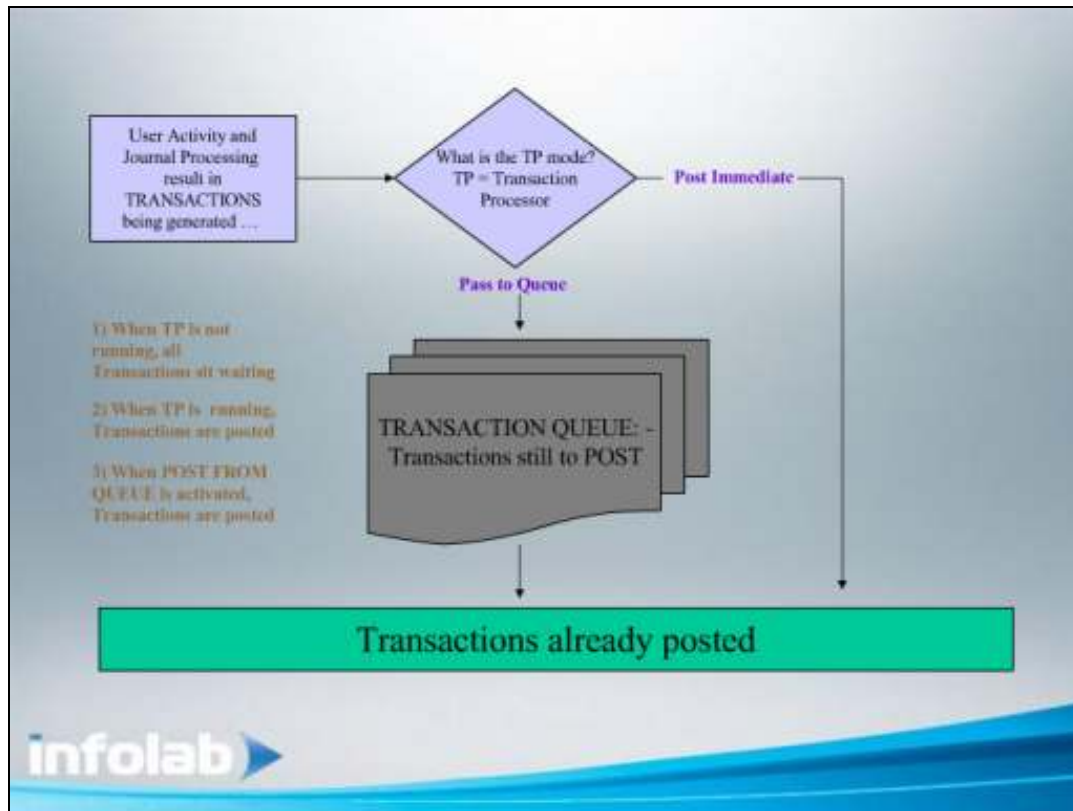 User Activity and
Journal Processing
result in
TRANSACTIONS
being generated …
What is the TP mode?
TP = Transaction
Processor
Post Immediate
Pass to Queue
1) When TP is not
running, all
Transactions sit waiting
2) When TP is running,
Transactions are posted
3) When POST FROM
QUEUE is activated,
Transactions are posted
TRANSACTION QUEUE: -
Transactions still to POST
Transactions already posted
infolab